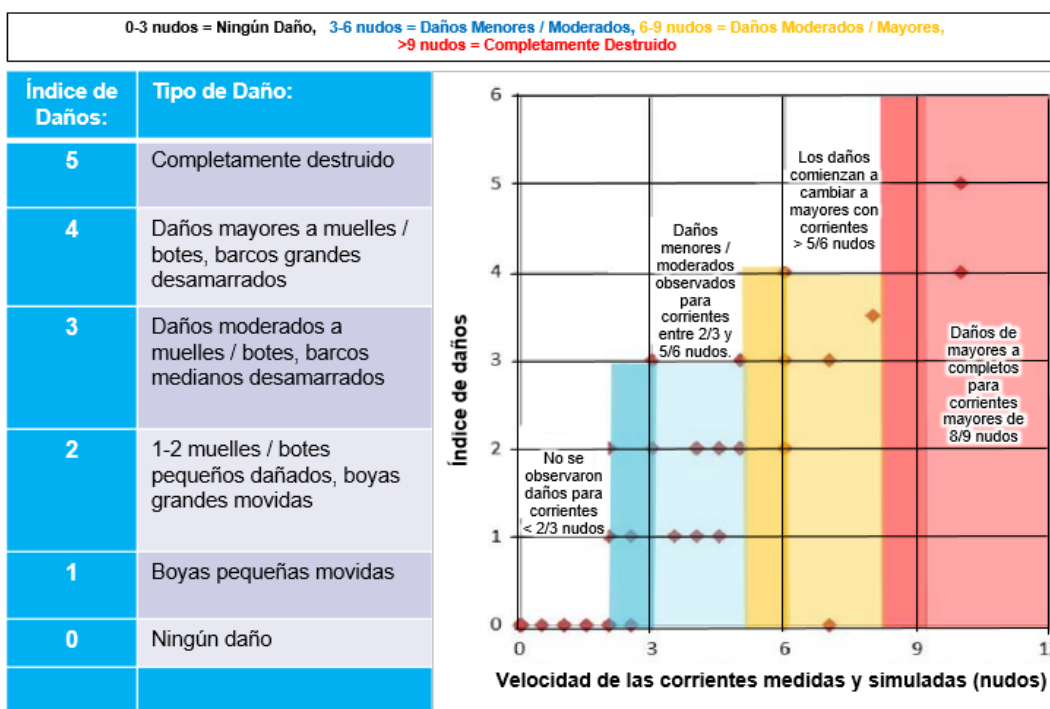 0-3 nudos = Ningún Daño, 3-6 nudos = Daños Menores / Moderados, 6-9 nudos = Daños Moderados / Mayores,
>9 nudos = Completamente Destruido
Índice de
Daños:
Tipo de Daño:
5
Completamente destruido
4
Daños mayores a muelles /
botes, barcos grandes
desamarrados
3
Daños moderados a
muelles / botes, barcos
medianos desamarrados
2
1-2 muelles / botes
pequeños dañados, boyas
grandes movidas
1
Boyas pequeñas movidas
0
Ningún daño
Índice de daños
6
5
4
3
2
1
0
No se
observaron
daños para
corrientes
< 2/3 nudos
Daños
menores /
moderados
observados
para
corrientes
entre 2/3 y
5/6 nudos.
Los daños
comienzan a
cambiar a
mayores con
corrientes
> 5/6 nudos
Daños de
mayores a
completos
para
corrientes
mayores de
8/9 nudos
0
3
6
9
Velocidad de las corrientes medidas y simuladas (nudos)